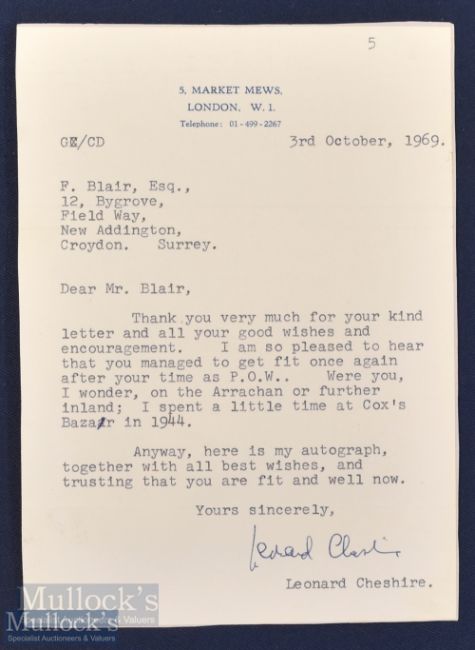 5
5, MARKET MEWS,
LONDON, W. 1.
Telephone: 01-499-2267
GE/CD 3rd October, 1969.
F. Blair, Esq.,
12, Bygrove,
Field Way,
New Addington,
Croydon. Surrey.
Dear Mr. Blair,
Thank you very much for your kind
letter and all your good wishes and
encouragement. I am so pleased to hear
that you managed to get fit once again
after your time as P.O.W.. Were you,
I wonder, on the Arrachan or further
inland; I spent a little time at Cox's
Bazar in 1944.
Anyway, here is my autograph,
together with all best wishes, and
trusting that you are fit and well now.
Yours sincerely,
Leonard Cheshire
Leonard Cheshire.
Mullock's
Mullock's
Specialist Auctioneers & Valuers